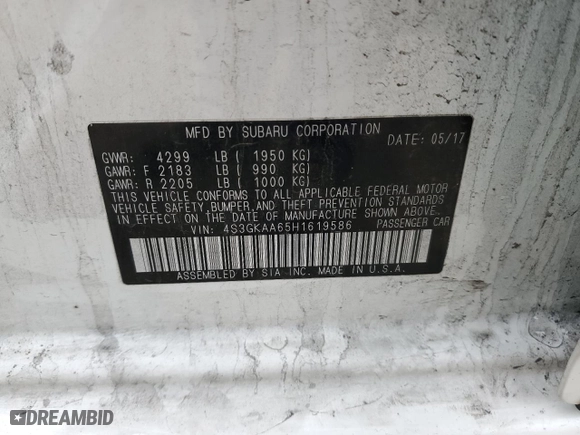 MFD BY SUBARU CORPORATION
DATE: 05/17
GVWR: 4299 LB ( 1950 KG)
GAWR: F 2183 LB ( 990 KG)
GAWR: R 2205 LB ( 1000 KG)
THIS VEHICLE CONFORMS TO ALL APPLICABLE FEDERAL MOTOR
VEHICLE SAFETY, BUMPER, AND THEFT PREVENTION STANDARDS
IN EFFECT ON THE DATE OF MANUFACTURE SHOWN ABOVE.
VIN: 4S3GKAA65H1619586 PASSENGER CAR
ASSEMBLED BY SIA INC. MADE IN U.S.A.
DREAMBID